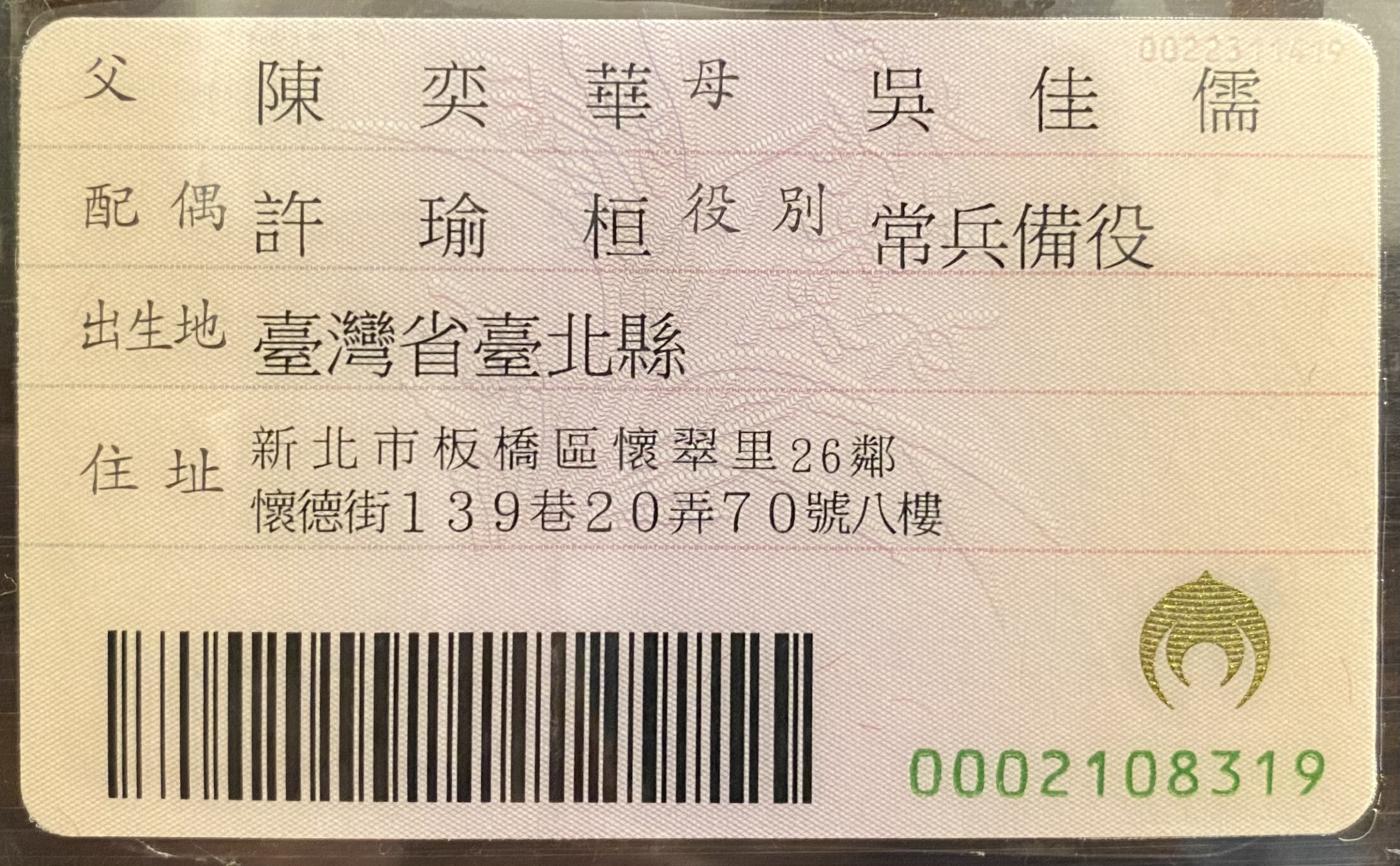 父 陳奕華 母 吳佳儒
配偶 許瑜桓 役別 常兵備役
出生地 臺灣省臺北縣
住址 新北市板橋區懷翠里26鄰
懷德街139巷20弄70號八樓
0002108319